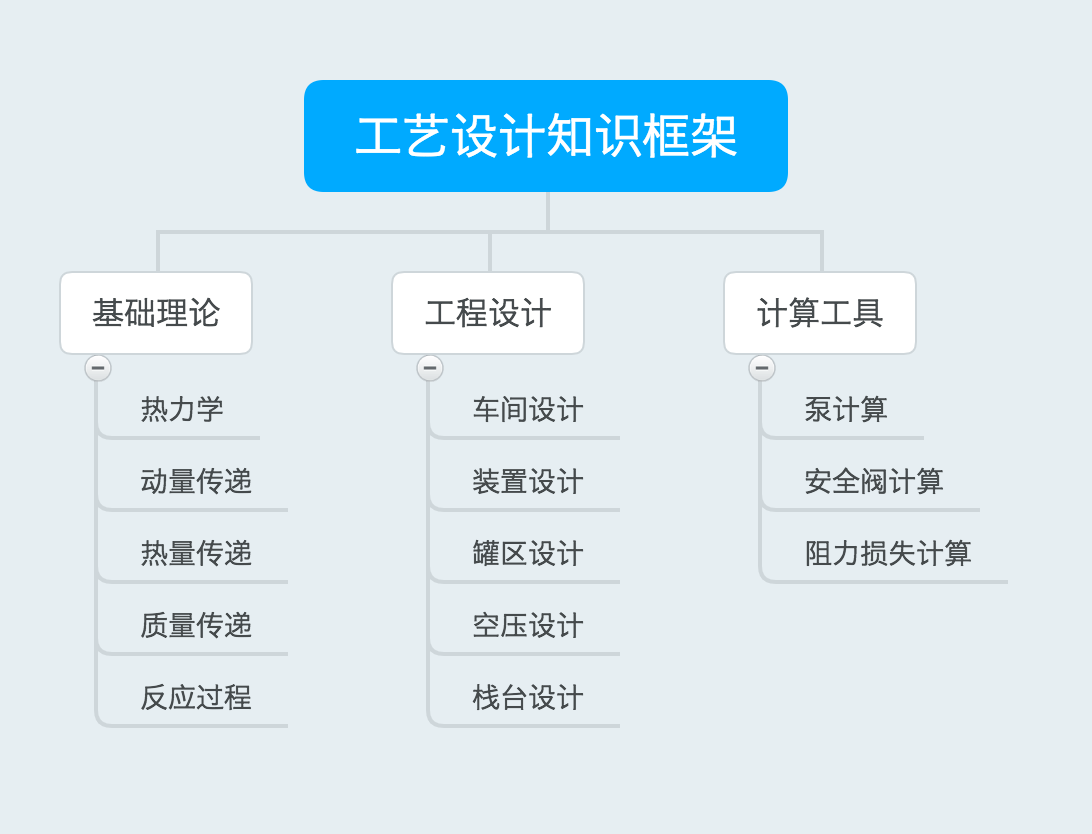 工艺设计知识框架
基础理论
热力学
动量传递
热量传递
质量传递
反应过程
工程设计
车间设计
装置设计
罐区设计
空压设计
栈台设计
计算工具
泵计算
安全阀计算
阻力损失计算